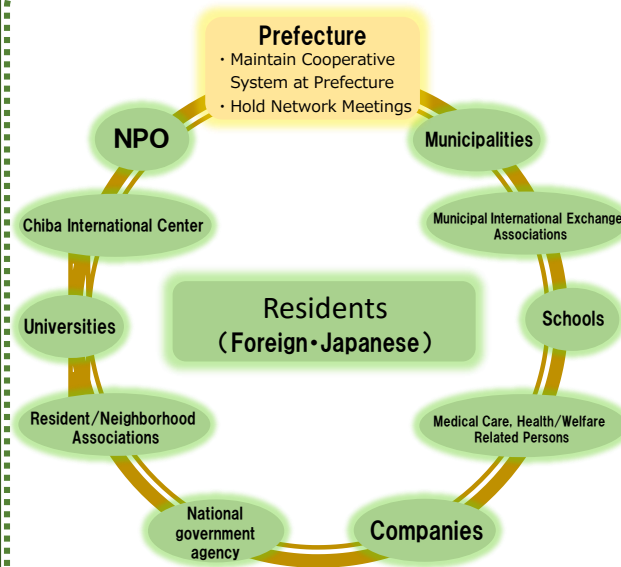 Prefecture
・Maintain Cooperative
System at Prefecture
・Hold Network Meetings
NPO
Municipalities
Chiba International Center
Municipal International Exchange
Associations
Residents
（Foreign・Japanese）
Universities
Schools
Resident/Neighborhood
Associations
Medical Care, Health/Welfare
Related Persons
National
government
agency
Companies